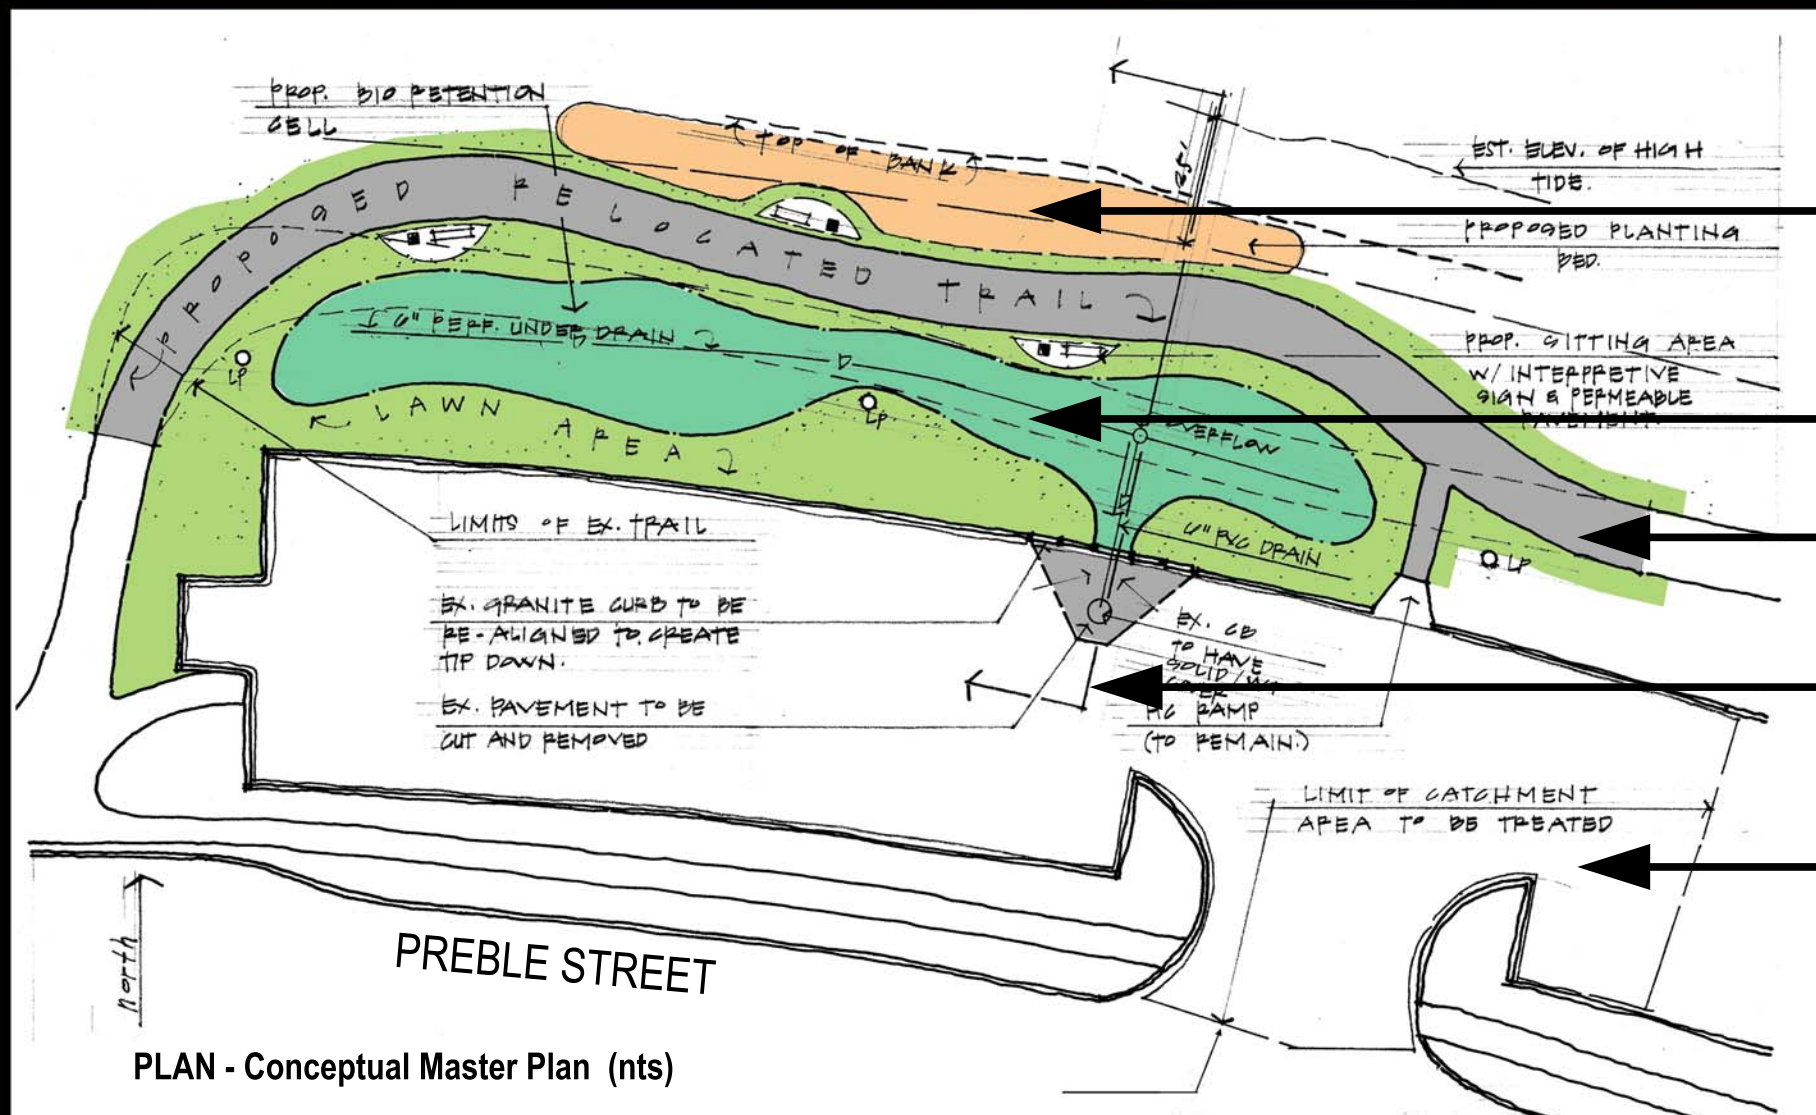 PROP. BIO RETENTION
CELL
TOP OF BANK
25'
EST. ELEV. OF HIGH
TIDE.
PROPOSED PLANTING
BED.
PROPOSED RELOCATED TRAIL
6" PERF. UNDER DRAIN
D
PROP. SITTING AREA
W/ INTERPRETIVE
SIGN & PERMEABLE
PAVEMENT.
LP
LAWN AREA
LP
OVERFLOW
D
6" PVC DRAIN
LP
LIMITS OF EX. TRAIL
EX. GRANITE CURB TO BE
RE-ALIGNED TO CREATE
TIP DOWN.
EX. PAVEMENT TO BE
CUT AND REMOVED
EX. CB
TO HAVE
SOLID
COVER
HC RAMP
(TO REMAIN.)
LIMIT OF CATCHMENT
AREA TO BE TREATED
north
PREBLE STREET
PLAN - Conceptual Master Plan (nts)